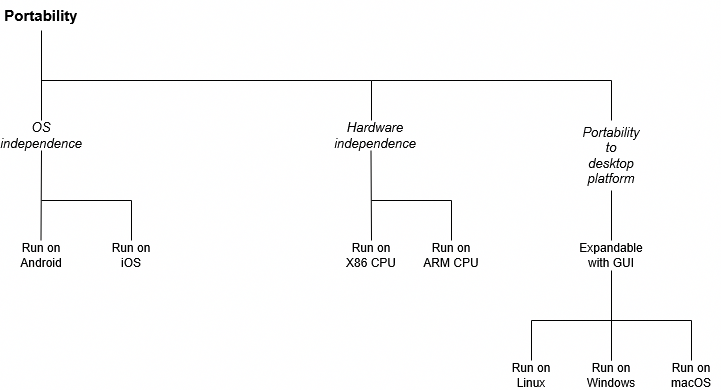 Portability
OS
independence
Hardware
independence
Portability
to
desktop
platform
Run on
Android
Run on
iOS
Run on
X86 CPU
Run on
ARM CPU
Expandable
with GUI
Run on
Linux
Run on
Windows
Run on
macOS